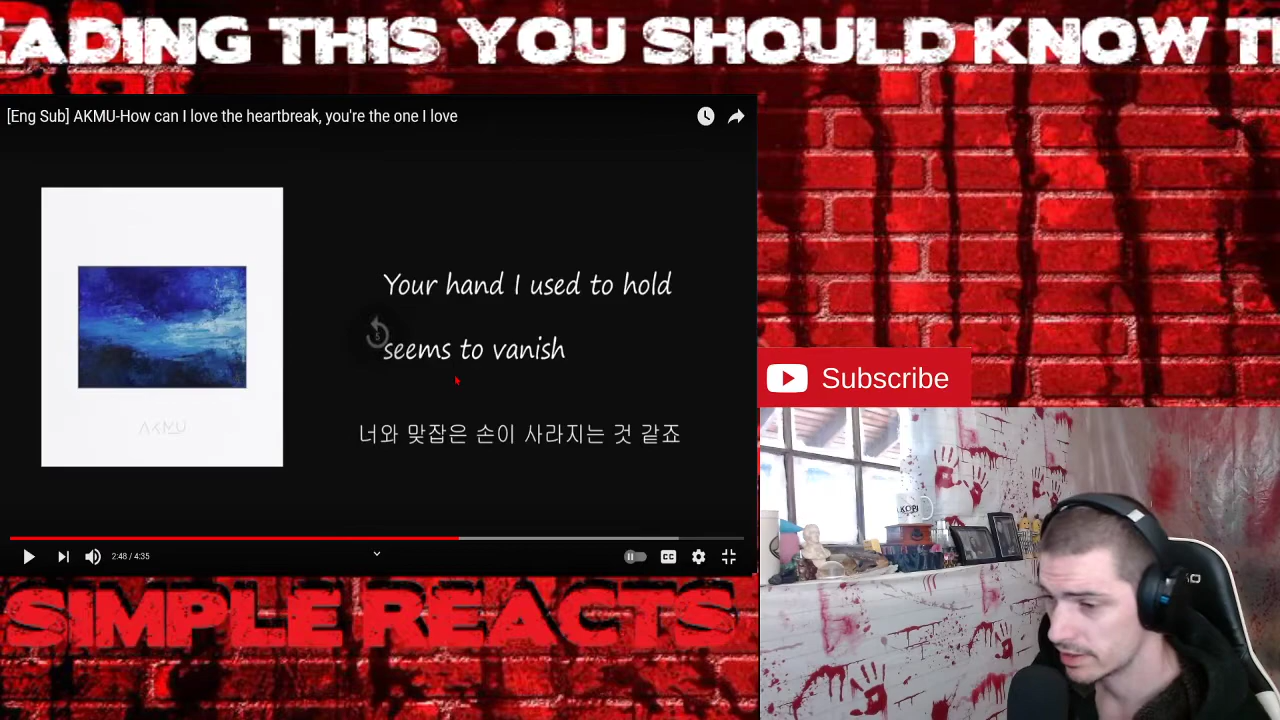 EADING THIS YOU SHOULD KNOW T
[Eng Sub] AKMU-How can I love the heartbreak, you're the one I love
Your hand I used to hold
seems to vanish
너와 맞잡은 손이 사라지는 것 같죠
AKMU
2:48 / 4:35
CC
Subscribe
SIMPLE REACTS